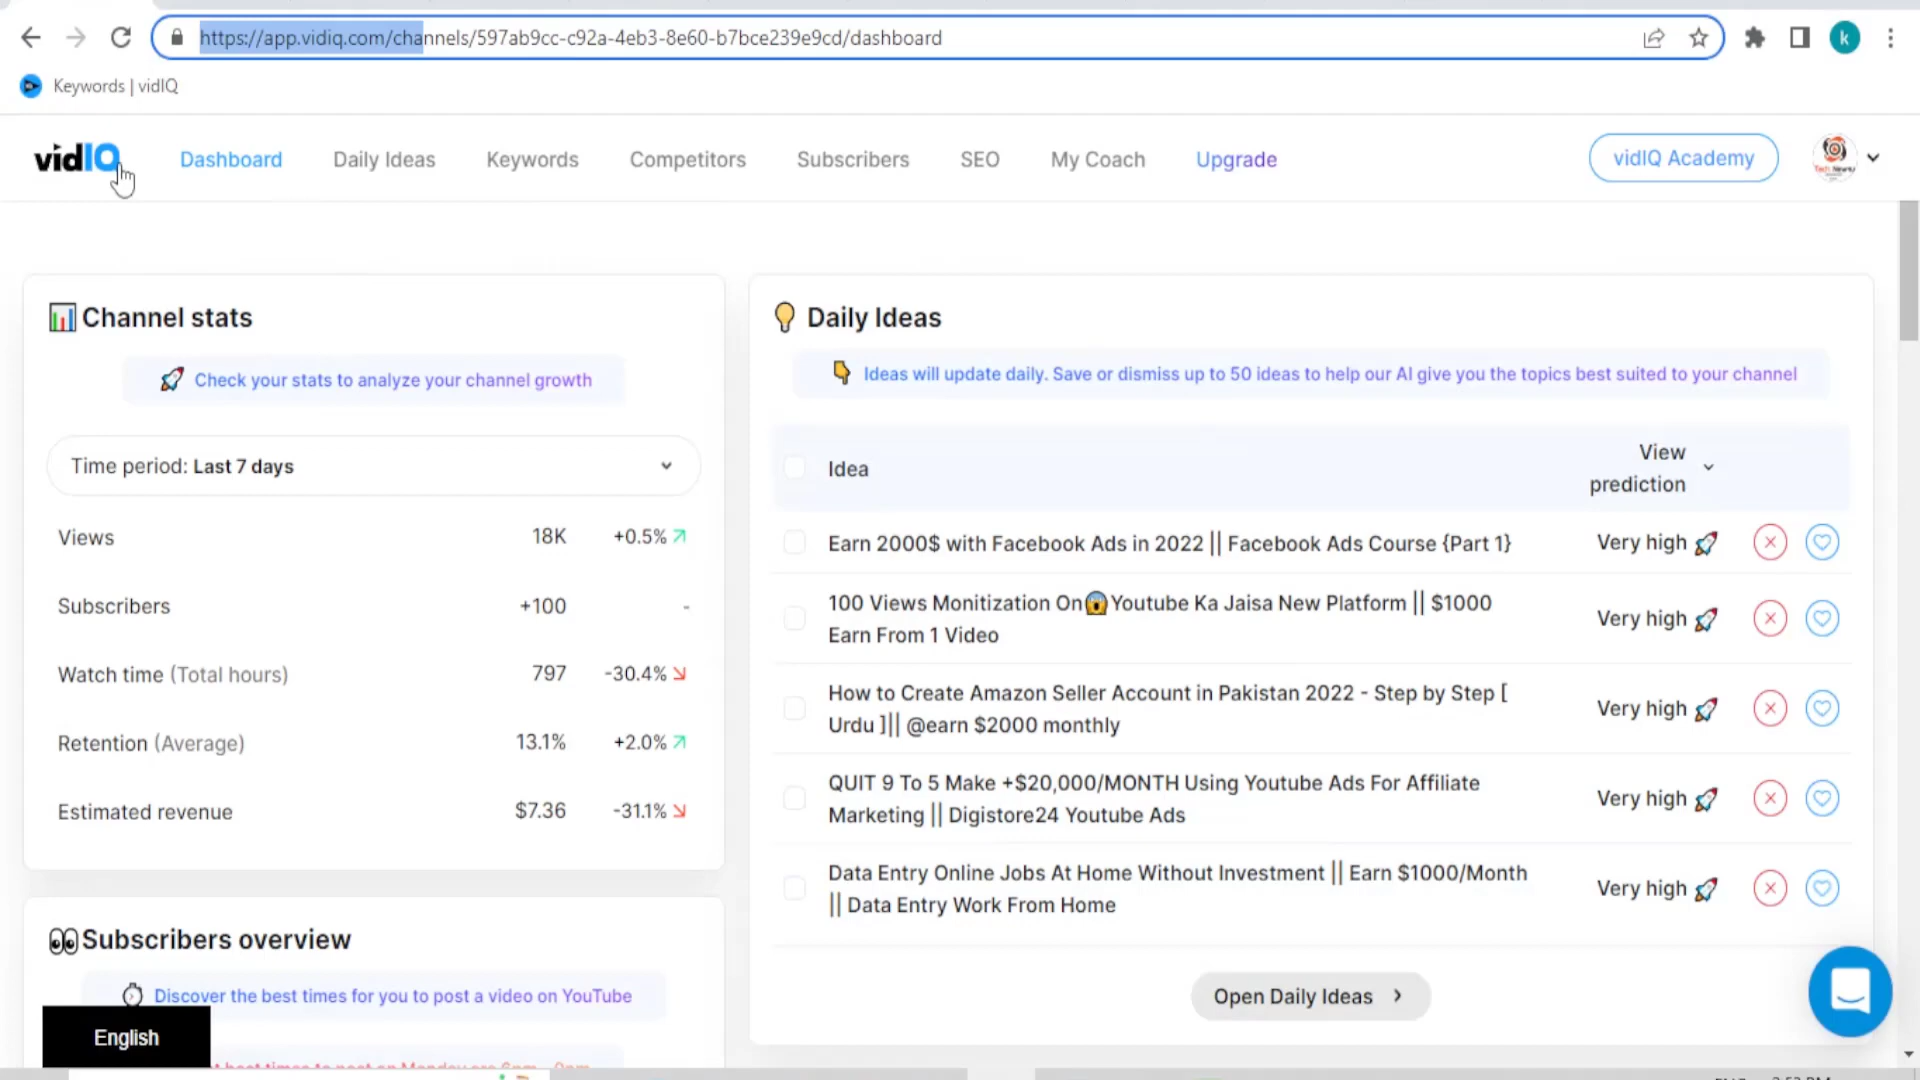 https://app.vidiq.com/channels/597ab9cc-c92a-4eb3-8e60-b7bce239e9cd/dashboard
k
Keywords | vidIQ
vidIQ
Dashboard
Daily Ideas
Keywords
Competitors
Subscribers
SEO
My Coach
Upgrade
vidIQ Academy
Channel stats
Check your stats to analyze your channel growth
Time period: Last 7 days
Views 18K +0.5%
Subscribers +100 -
Watch time (Total hours) 797 -30.4%
Retention (Average) 13.1% +2.0%
Estimated revenue $7.36 -31.1%
Subscribers overview
Discover the best times for you to post a video on YouTube
English
Daily Ideas
Ideas will update daily. Save or dismiss up to 50 ideas to help our AI give you the topics best suited to your channel
Idea
View
prediction
Earn 2000$ with Facebook Ads in 2022 || Facebook Ads Course {Part 1}
Very high
100 Views Monitization On😱Youtube Ka Jaisa New Platform || $1000
Earn From 1 Video
Very high
How to Create Amazon Seller Account in Pakistan 2022 - Step by Step [
Urdu ]|| @earn $2000 monthly
Very high
QUIT 9 To 5 Make +$20,000/MONTH Using Youtube Ads For Affiliate
Marketing || Digistore24 Youtube Ads
Very high
Data Entry Online Jobs At Home Without Investment || Earn $1000/Month
|| Data Entry Work From Home
Very high
Open Daily Ideas